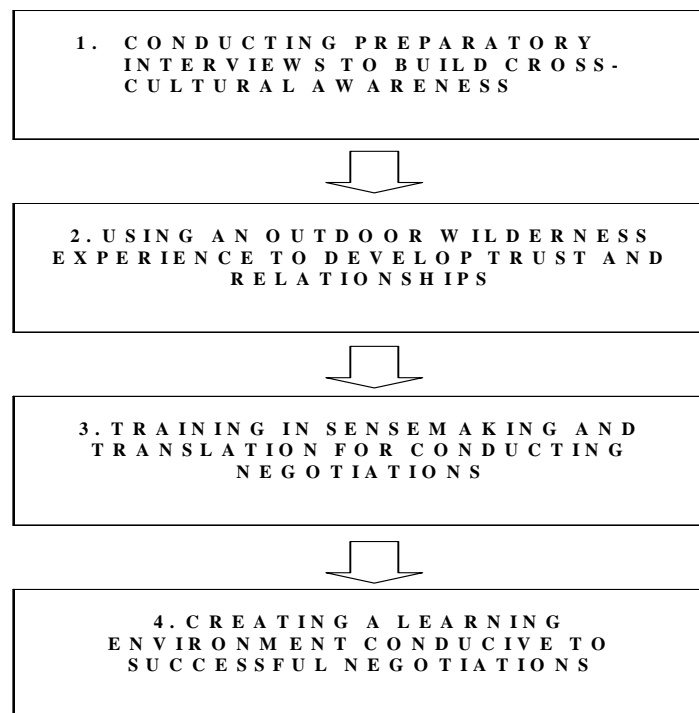 1. CONDUCTING PREPARATORY
INTERVIEWS TO BUILD CROSS-
CULTURAL AWARENESS
2. USING AN OUTDOOR WILDERNESS
EXPERIENCE TO DEVELOP TRUST AND
RELATIONSHIPS
3. TRAINING IN SENSEMAKING AND
TRANSLATION FOR CONDUCTING
NEGOTIATIONS
4. CREATING A LEARNING
ENVIRONMENT CONDUCIVE TO
SUCCESSFUL NEGOTIATIONS